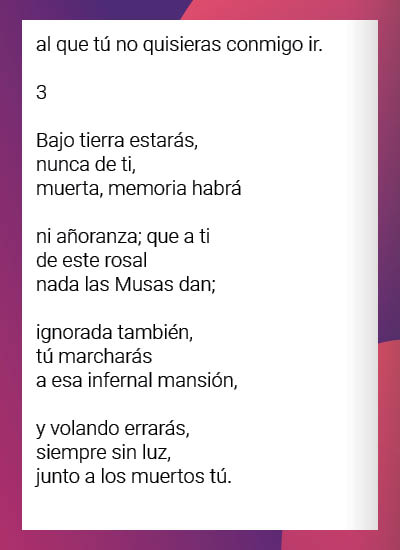 al que tú no quisieras conmigo ir.
3
Bajo tierra estarás,
nunca de ti,
muerta, memoria habrá
ni añoranza; que a ti
de este rosal
nada las Musas dan;
ignorada también,
tú marcharás
a esa infernal mansión,
y volando errarás,
siempre sin luz,
junto a los muertos tú.